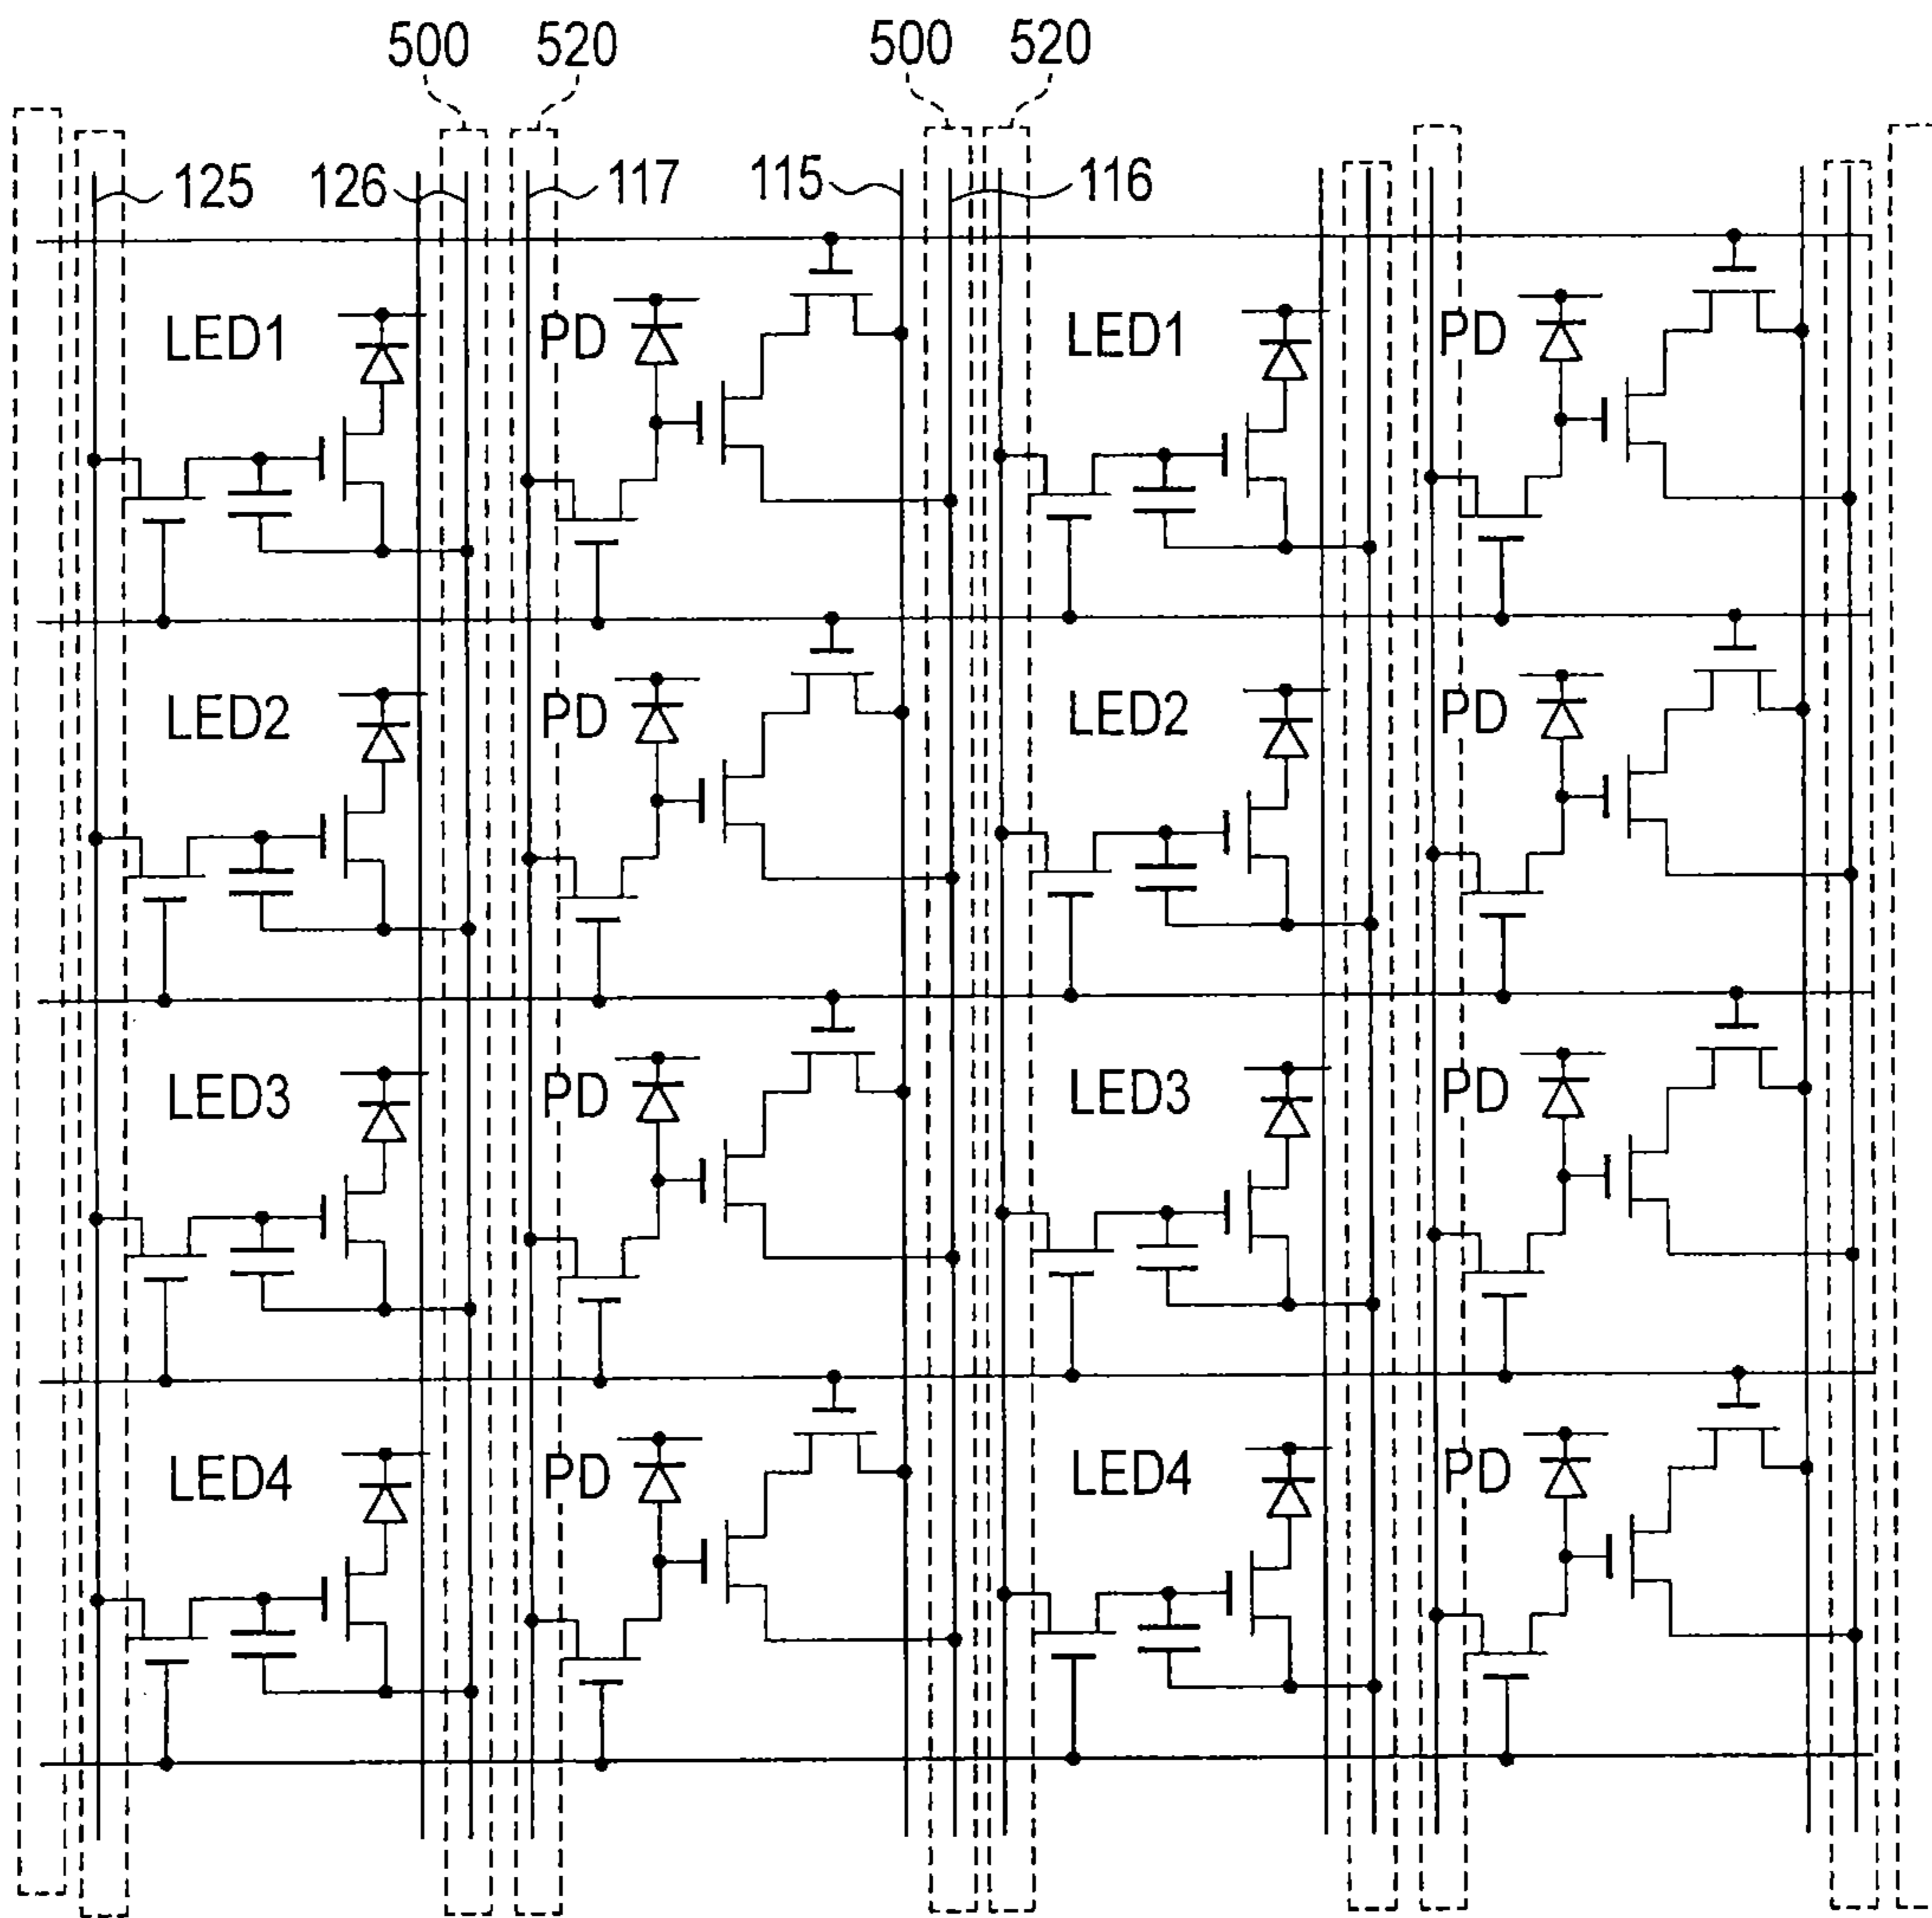 500 520 500 520
125 126 117 115 116
LED1 PD LED1 PD
LED2 PD LED2 PD
LED3 PD LED3 PD
LED4 PD LED4 PD